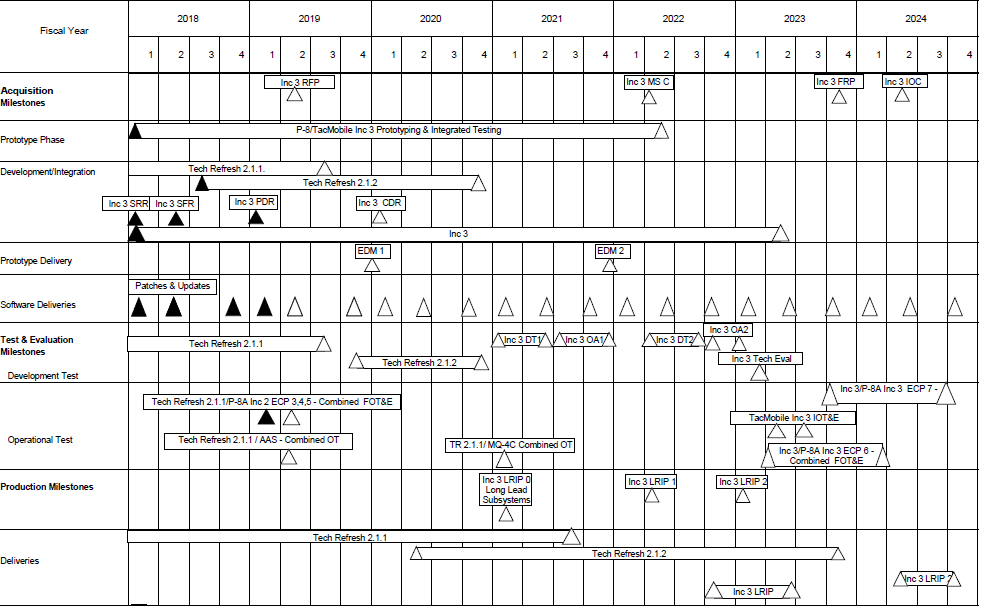 Fiscal Year
2018 2019 2020 2021 2022 2023 2024
1 2 3 4 1 2 3 4 1 2 3 4 1 2 3 4 1 2 3 4 1 2 3 4 1 2 3 4
Acquisition
Milestones
Inc 3 RFP
Inc 3 MS C
Inc 3 FRP
Inc 3 IOC
Prototype Phase
P-8/TacMobile Inc 3 Prototyping & Integrated Testing
Development/Integration
Tech Refresh 2.1.1.
Tech Refresh 2.1.2
Inc 3 SRR
Inc 3 SFR
Inc 3 PDR
Inc 3 CDR
Inc 3
Prototype Delivery
EDM 1
EDM 2
Software Deliveries
Patches & Updates
Test & Evaluation
Milestones
Tech Refresh 2.1.1
Inc 3 DT1
Inc 3 OA1
Inc 3 DT2
Inc 3 OA2
Development Test
Tech Refresh 2.1.2
Inc 3 Tech Eval
Operational Test
Inc 3/P-8A Inc 3 ECP 7 -
Tech Refresh 2.1.1/P-8A Inc 2 ECP 3,4,5 - Combined FOT&E
TacMobile Inc 3 IOT&E
Tech Refresh 2.1.1 / AAS - Combined OT
TR 2.1.1/ MQ-4C Combined OT
Inc 3/P-8A Inc 3 ECP 6 -
Combined FOT&E
Production Milestones
Inc 3 LRIP 0
Long Lead
Subsystems
Inc 3 LRIP 1
Inc 3 LRIP 2
Deliveries
Tech Refresh 2.1.1
Tech Refresh 2.1.2
Inc 3 LRIP
Inc 3 LRIP 2